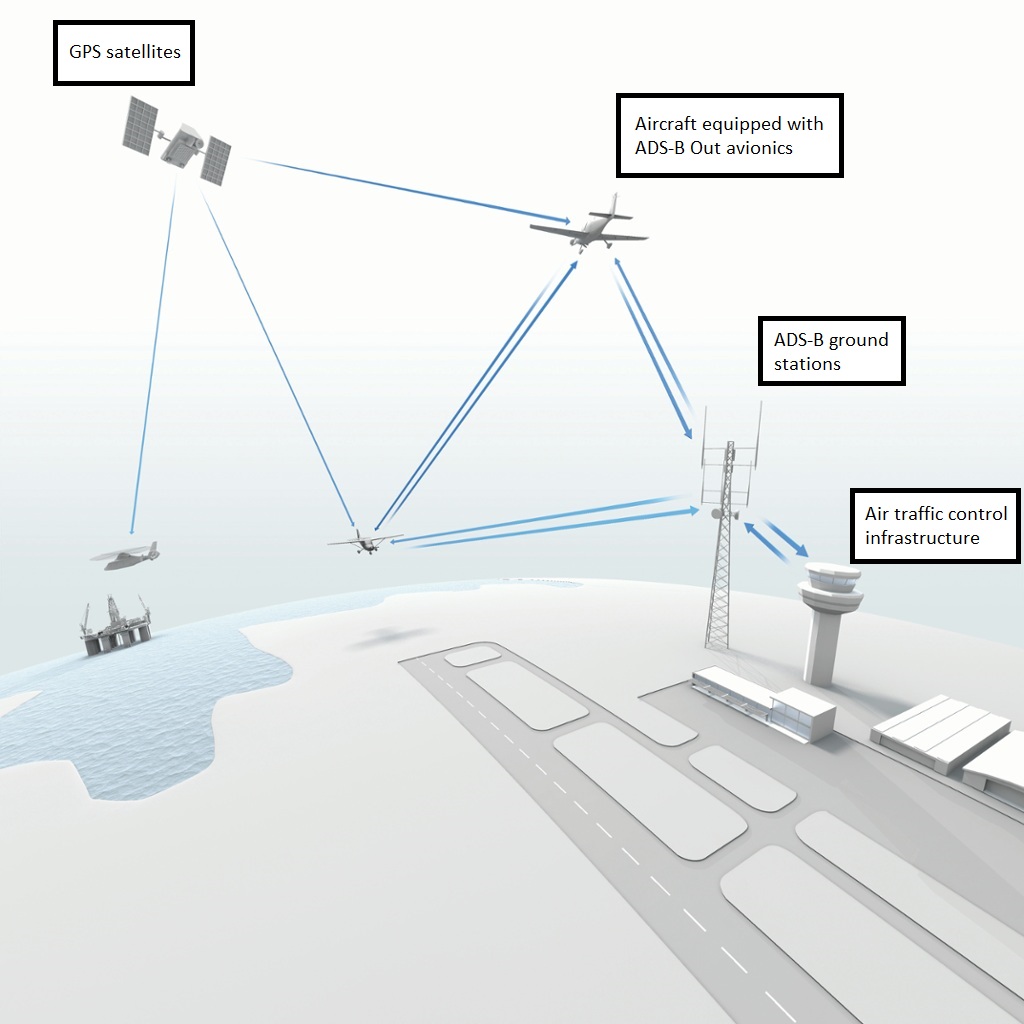 GPS satellites
Aircraft equipped with
ADS-B Out avionics
ADS-B ground
stations
Air traffic control
infrastructure